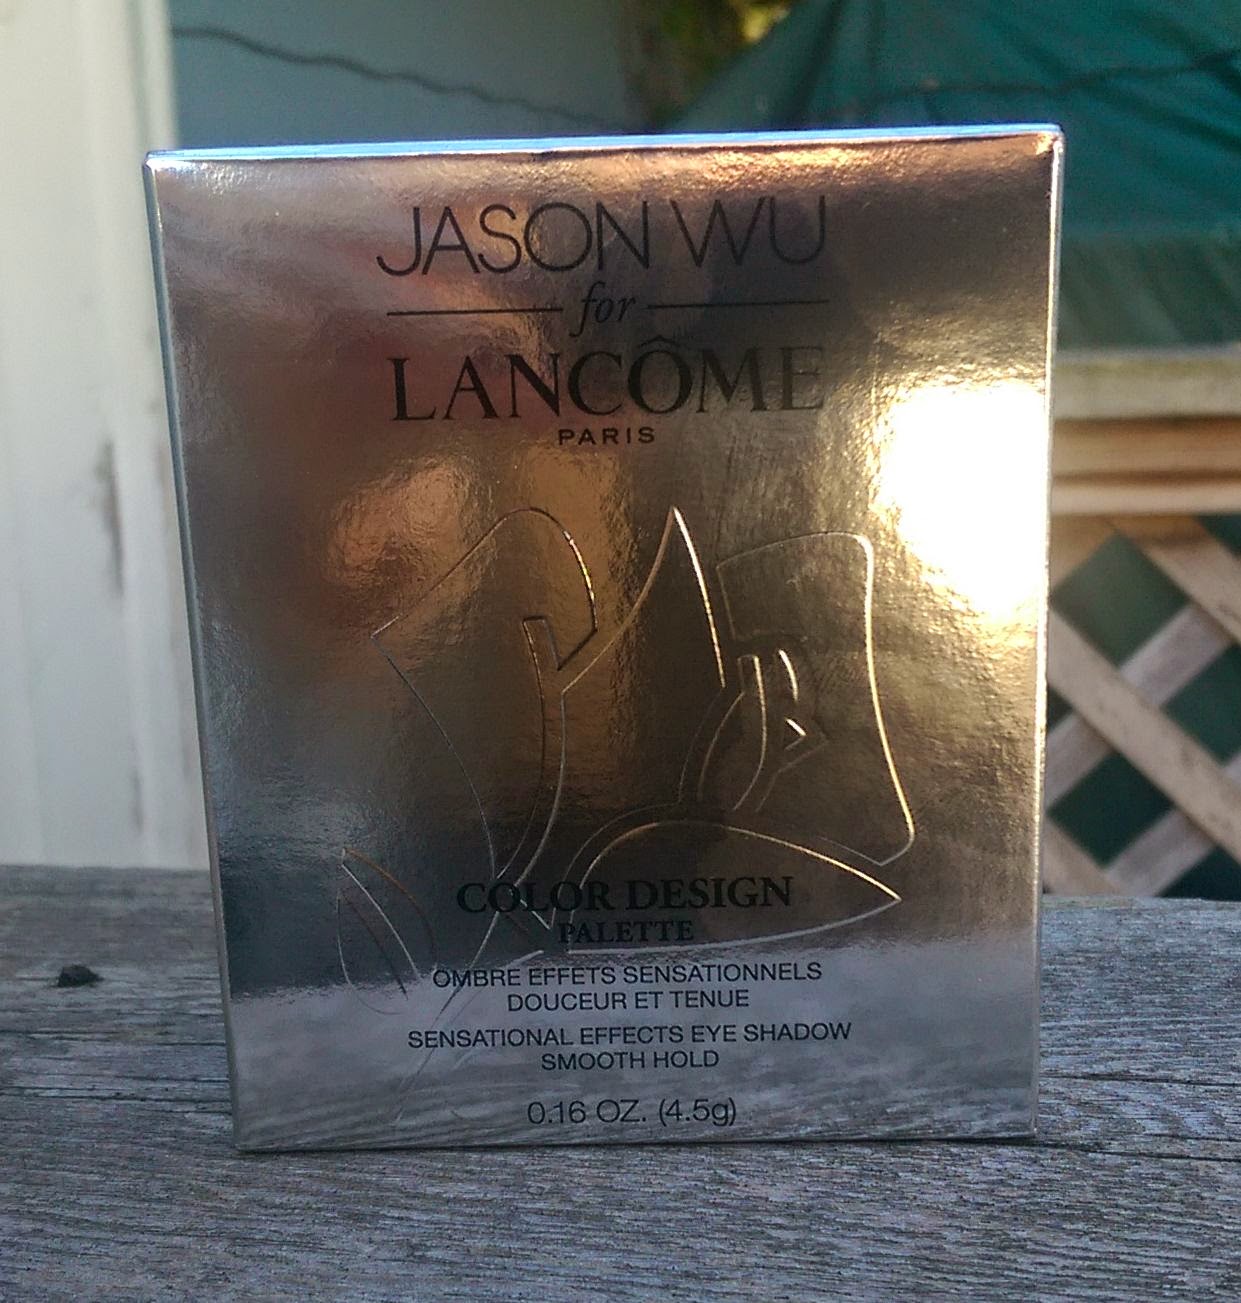 JASON WU
for
LANCÔME
PARIS
COLOR DESIGN
PALETTE
OMBRE EFFETS SENSATIONNELS
DOUCEUR ET TENUE
SENSATIONAL EFFECTS EYE SHADOW
SMOOTH HOLD
0.16 OZ. (4.5g)